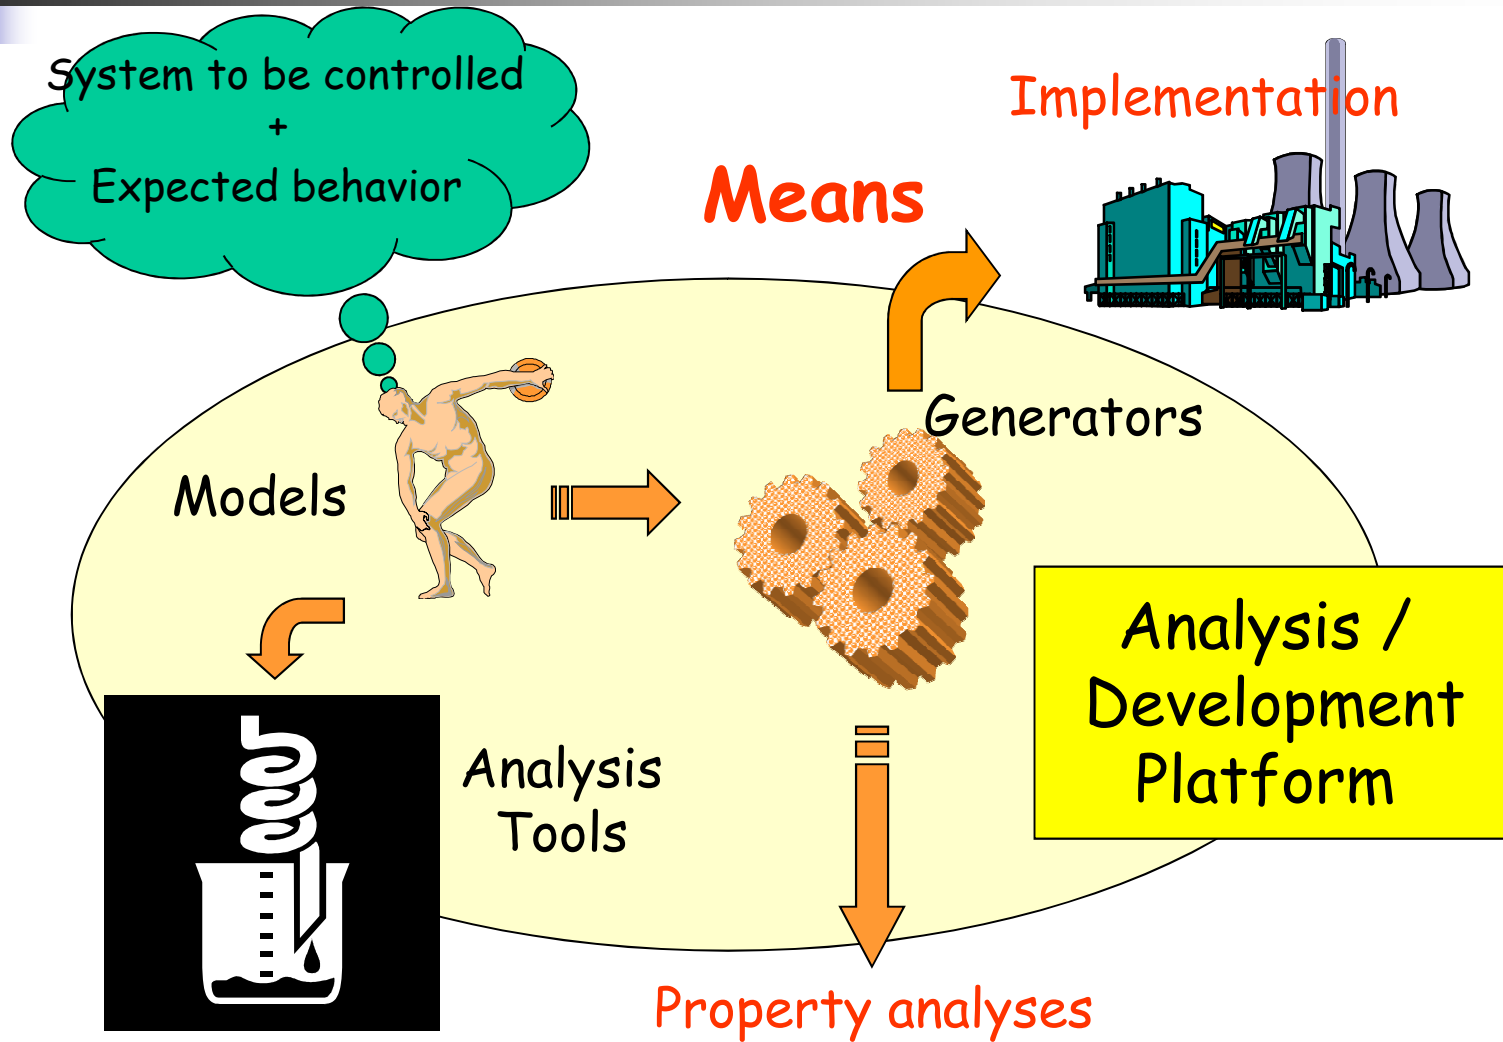 System to be controlled
+
Expected behavior
Implementation
Means
Generators
Models
Analysis /
Development
Platform
Analysis
Tools
Property analyses